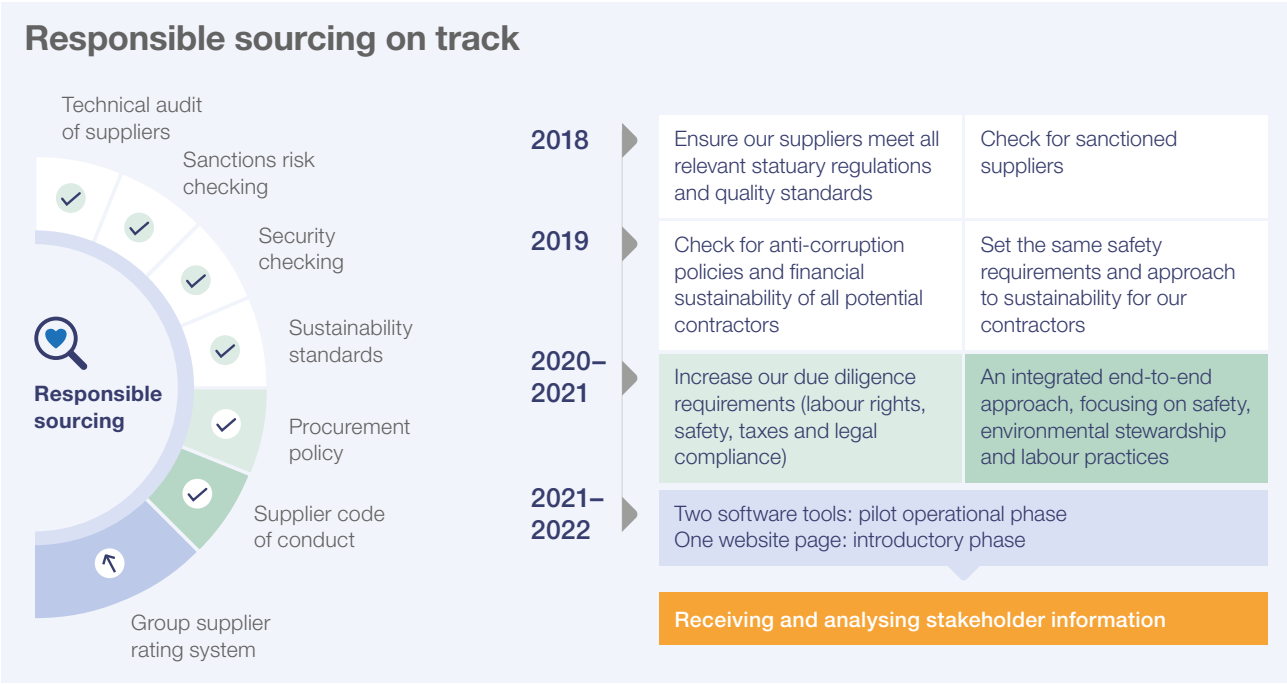 Responsible sourcing on track
Technical audit
of suppliers
Sanctions risk
checking
Security
checking
Sustainability
standards
Responsible
sourcing
Procurement
policy
Supplier code
of conduct
Group supplier
rating system
2018
Ensure our suppliers meet all
relevant statuary regulations
and quality standards
Check for sanctioned
suppliers
2019
Check for anti-corruption
policies and financial
sustainability of all potential
contractors
Set the same safety
requirements and approach
to sustainability for our
contractors
2020–
2021
Increase our due diligence
requirements (labour rights,
safety, taxes and legal
compliance)
An integrated end-to-end
approach, focusing on safety,
environmental stewardship
and labour practices
2021–
2022
Two software tools: pilot operational phase
One website page: introductory phase
Receiving and analysing stakeholder information